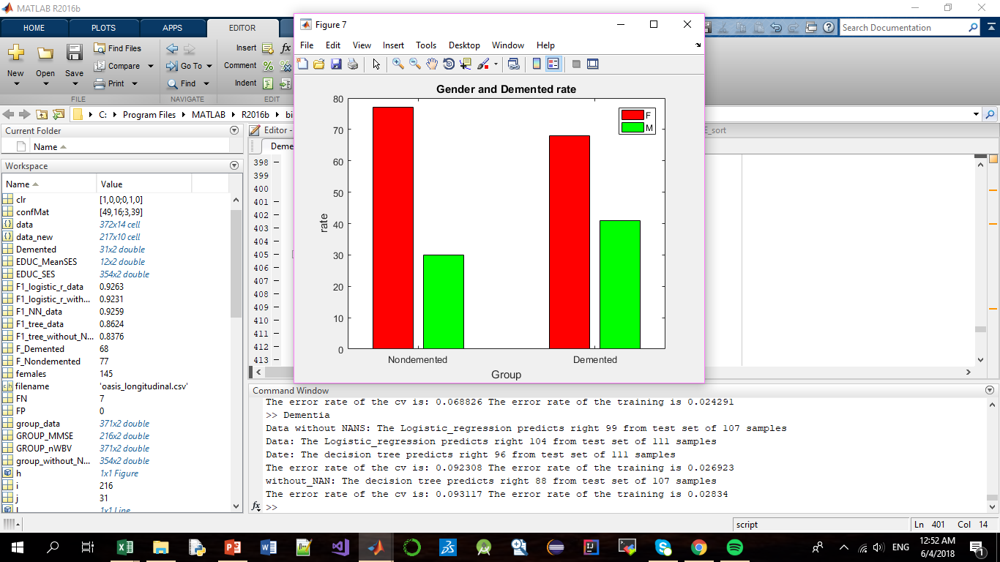 MATLAB R2016b
HOME PLOTS APPS EDITOR
Search Documentation
New Open Save
Find Files
Compare
Print
FILE
Go To
Find
NAVIGATE
Insert
Comment
Indent
EDIT
C: Program Files MATLAB R2016b
Current Folder
Name
Workspace
Name Value
clr [1,0,0;0,1,0]
confMat [49,16;3,39]
data 372x14 cell
data_new 217x10 cell
Demented 31x2 double
EDUC_MeanSES 12x2 double
EDUC_SES 354x2 double
F1_logistic_r_data 0.9263
F1_logistic_r_with... 0.9231
F1_NN_data 0.9259
F1_tree_data 0.8624
F1_tree_without_N... 0.8376
F_Demented 68
F_Nondemented 77
females 145
filename 'oasis_longitudinal.csv'
FN 7
FP 0
group_data 371x2 double
GROUP_MMSE 216x2 double
GROUP_nWBV 371x2 double
group_without_N... 354x2 double
h 1x1 Figure
i 216
j 31
1x1 Line
Editor -
E_sort
Deme
398 –
399
400
401 –
402 –
403 –
404 –
405 –
406 –
407 –
408 –
409 –
410 –
411 –
412 –
413 –
Figure 7
File Edit View Insert Tools Desktop Window Help
Gender and Demented rate
F
M
80
70
60
50
40
30
20
10
0
rate
Nondemented Demented
Group
Command Window
The error rate of the cv is: 0.068826 The error rate of the training is 0.024291
>> Dementia
Data without NANS: The Logistic_regression predicts right 99 from test set of 107 samples
Data: The Logistic_regression predicts right 104 from test set of 111 samples
Date: The decision tree predicts right 96 from test set of 111 samples
The error rate of the cv is: 0.092308 The error rate of the training is 0.026923
without_NAN: The decision tree predicts right 88 from test set of 107 samples
The error rate of the cv is: 0.093117 The error rate of the training is 0.02834
fx >>
script Ln 401 Col 14
ENG
12:52 AM
6/4/2018
1